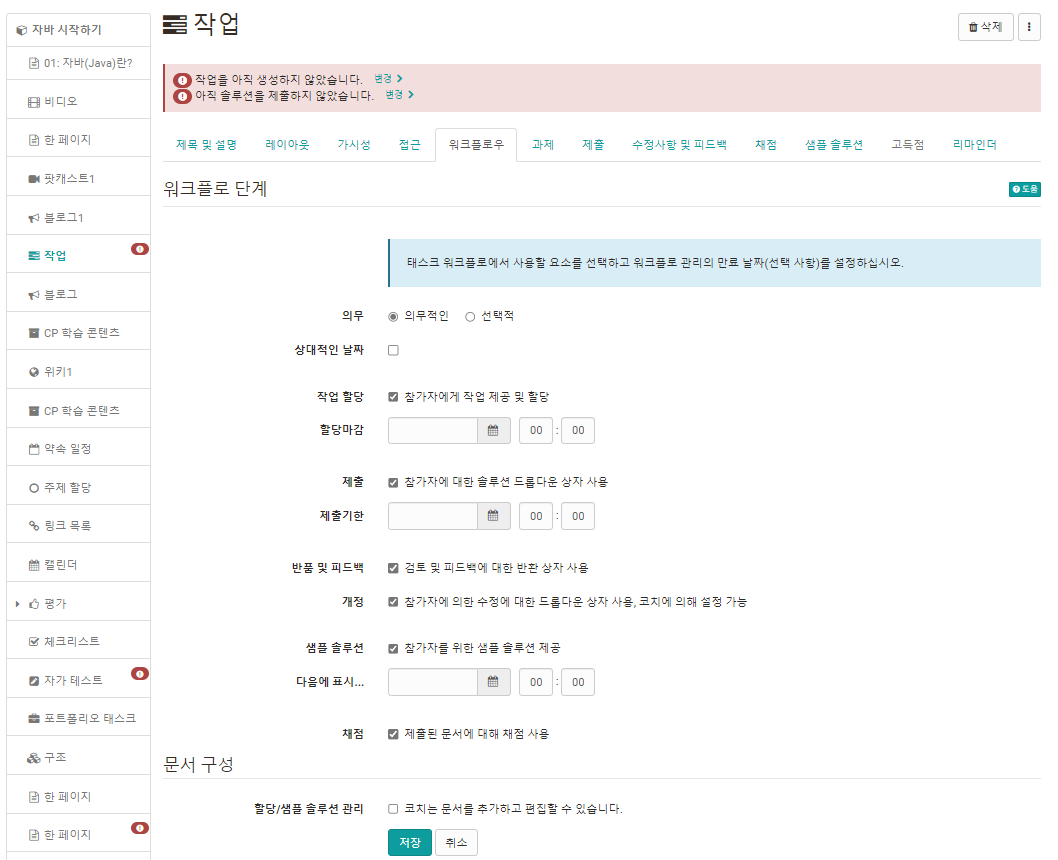 자바 시작하기
01: 자바(Java)란?
비디오
한 페이지
팟캐스트1
블로그1
작업
블로그
CP 학습 콘텐츠
위키1
CP 학습 콘텐츠
약속 일정
주제 할당
링크 목록
캘린더
평가
체크리스트
자가 테스트
포트폴리오 태스크
구조
한 페이지
한 페이지
작업
삭제
작업을 아직 생성하지 않았습니다. 변경
아직 솔루션을 제출하지 않았습니다. 변경
제목 및 설명 레이아웃 가시성 접근 워크플로우 과제 제출 수정사항 및 피드백 채점 샘플 솔루션 고득점 리마인더
워크플로 단계
도움
태스크 워크플로에서 사용할 요소를 선택하고 워크플로 관리의 만료 날짜(선택 사항)를 설정하십시오.
의무 의무적인 선택적
상대적인 날짜
작업 할당 참가자에게 작업 제공 및 할당
할당마감 00 : 00
제출 참가자에 대한 솔루션 드롭다운 상자 사용
제출기한 00 : 00
반품 및 피드백 검토 및 피드백에 대한 반환 상자 사용
개정 참가자에 의한 수정에 대한 드롭다운 상자 사용, 코치에 의해 설정 가능
샘플 솔루션 참가자를 위한 샘플 솔루션 제공
다음에 표시... 00 : 00
채점 제출된 문서에 대해 채점 사용
문서 구성
할당/샘플 솔루션 관리 코치는 문서를 추가하고 편집할 수 있습니다.
저장 취소